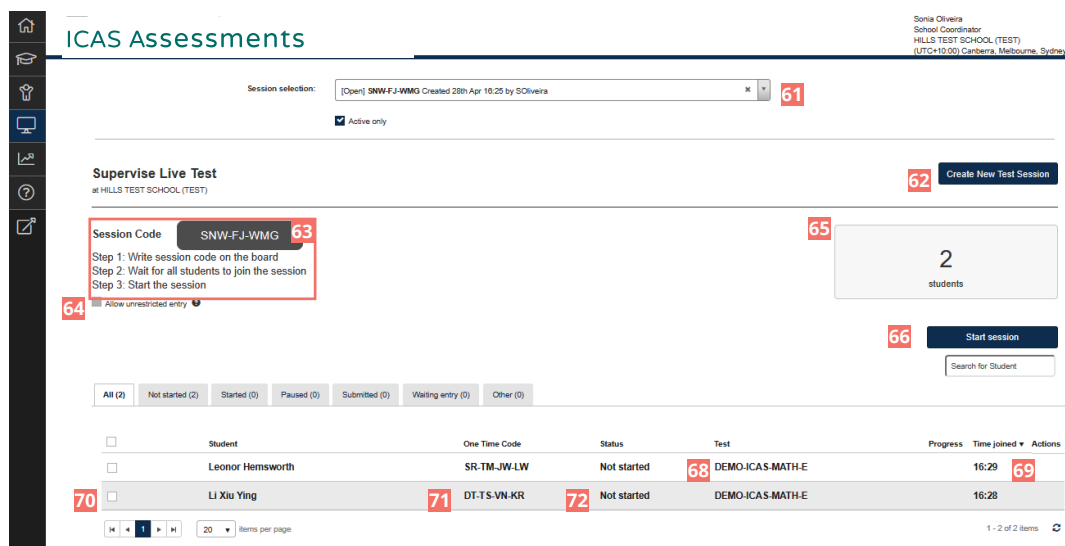 Sonia Oliveira
School Coordinator
HILLS TEST SCHOOL (TEST)
(UTC+10:00) Canberra, Melbourne, Sydney
ICAS Assessments
Session selection: [Open] SNW-FJ-WMG Created 28th Apr 16:25 by SOliveira 61
Active only
Supervise Live Test
at HILLS TEST SCHOOL (TEST)
62 Create New Test Session
Session Code SNW-FJ-WMG 63
Step 1: Write session code on the board
Step 2: Wait for all students to join the session
Step 3: Start the session
64 Allow unrestricted entry
65
2
students
66 Start session
Search for Student
All (2) Not started (2) Started (0) Paused (0) Submitted (0) Waiting entry (0) Other (0)
Student One Time Code Status Test Progress Time joined Actions
Leonor Hemsworth SR-TM-JW-LW Not started 68 DEMO-ICAS-MATH-E 16:29 69
70 Li Xiu Ying 71 DT-TS-VN-KR 72 Not started DEMO-ICAS-MATH-E 16:28
1 20 items per page 1 - 2 of 2 items